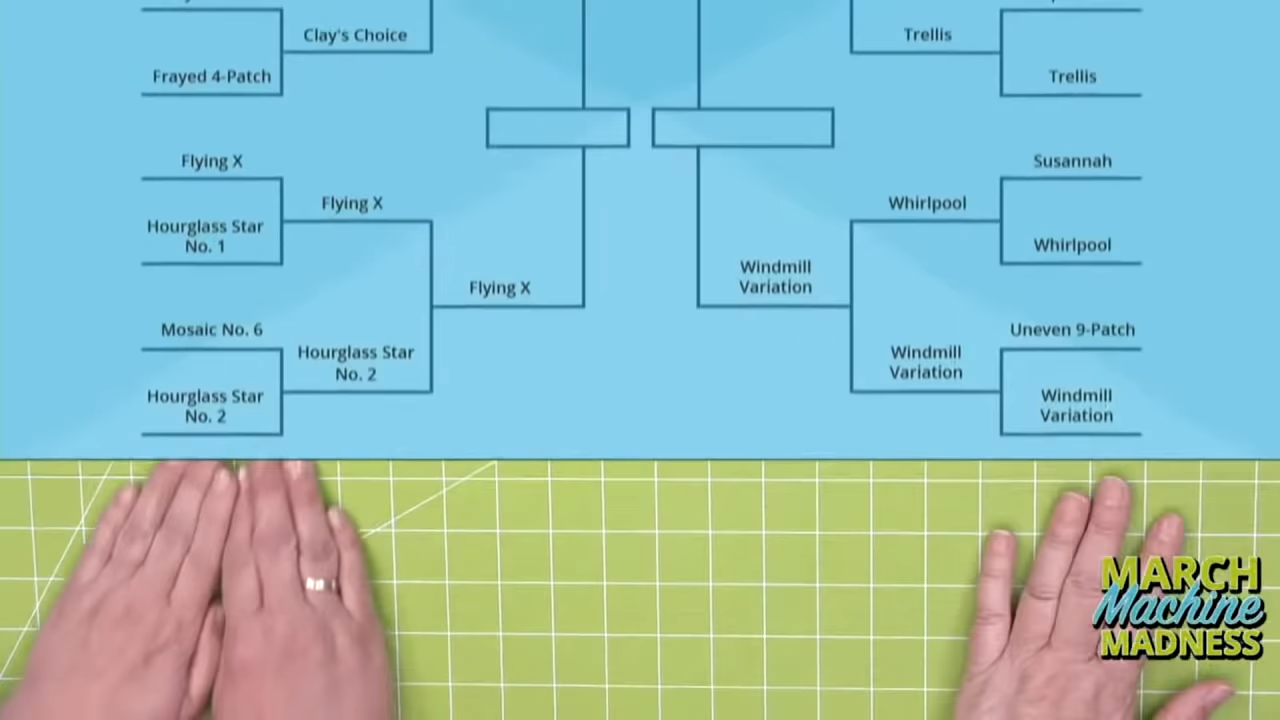 Clay's Choice
Frayed 4-Patch
Flying X
Hourglass Star
No. 1
Flying X
Flying X
Mosaic No. 6
Hourglass Star
No. 2
Hourglass Star
No. 2
Trellis
Trellis
Susannah
Whirlpool
Whirlpool
Windmill
Variation
Uneven 9-Patch
Windmill
Variation
Windmill
Variation
MARCH
Machine
MADNESS